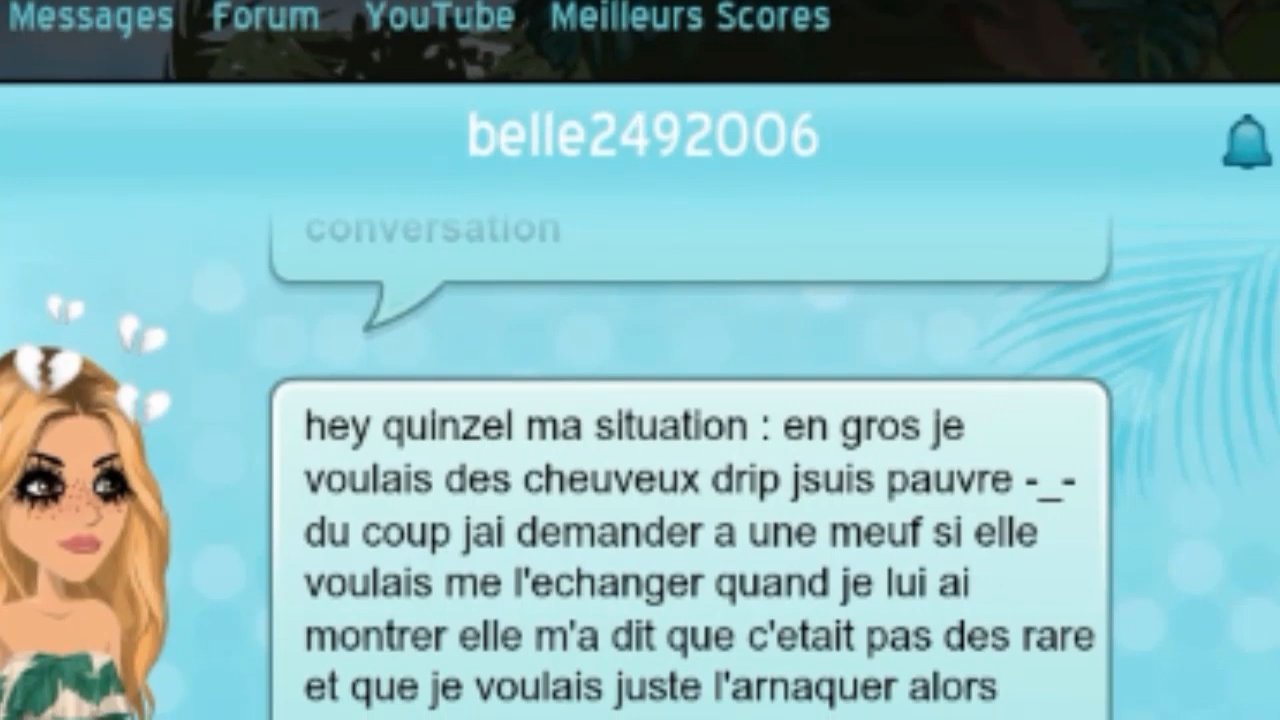 Messages Forum YouTube Meilleurs Scores
belle2492006
conversation
hey quinzel ma situation : en gros je
voulais des cheuveux drip jsuis pauvre -_-
du coup jai demander a une meuf si elle
voulais me l'echanger quand je lui ai
montrer elle m'a dit que c'etait pas des rare
et que je voulais juste l'arnaquer alors